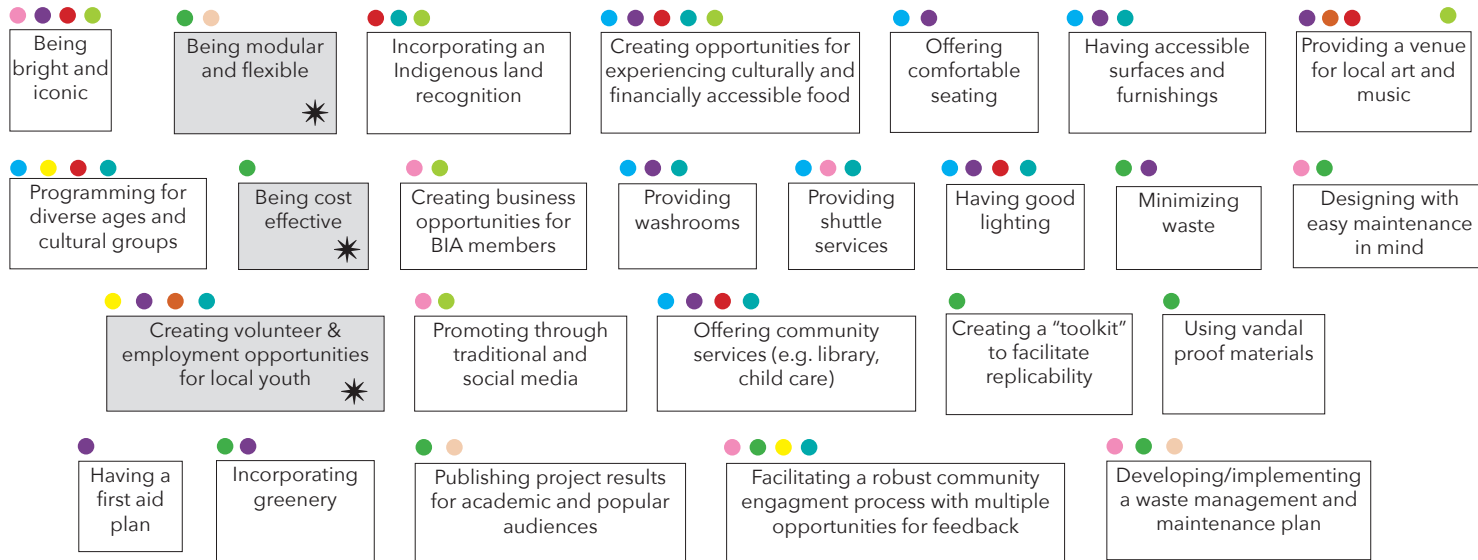 Being
bright and
iconic
Being modular
and flexible
Incorporating an
Indigenous land
recognition
Creating opportunities for
experiencing culturally and
financially accessible food
Offering
comfortable
seating
Having accessible
surfaces and
furnishings
Providing a venue
for local art and
music
Programming for
diverse ages and
cultural groups
Being cost
effective
Creating business
opportunities for
BIA members
Providing
washrooms
Providing
shuttle
services
Having good
lighting
Minimizing
waste
Designing with
easy maintenance
in mind
Creating volunteer &
employment opportunities
for local youth
Promoting through
traditional and
social media
Offering community
services (e.g. library,
child care)
Creating a “toolkit”
to facilitate
replicability
Using vandal
proof materials
Having a
first aid
plan
Incorporating
greenery
Publishing project results
for academic and popular
audiences
Facilitating a robust community
engagment process with multiple
opportunities for feedback
Developing/implementing
a waste management and
maintenance plan